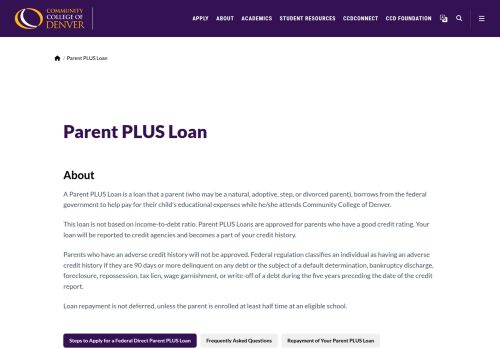 COMMUNITY
COLLEGE OF
DENVER
APPLY ABOUT ACADEMICS STUDENT RESOURCES CCDCONNECT CCD FOUNDATION
/ Parent PLUS Loan
Parent PLUS Loan
About
A Parent PLUS Loan is a loan that a parent (who may be a natural, adoptive, step, or divorced parent), borrows from the federal
government to help pay for their child's educational expenses while he/she attends Community College of Denver.
This loan is not based on income-to-debt ratio. Parent PLUS Loans are approved for parents who have a good credit rating. Your
loan will be reported to credit agencies and becomes a part of your credit history.
Parents who have an adverse credit history will not be approved. Federal regulation classifies an individual as having an adverse
credit history if they are 90 days or more delinquent on any debt or the subject of a default determination, bankruptcy discharge,
foreclosure, repossession, tax lien, wage garnishment, or write-off of a debt during the five years preceding the date of the credit
report.
Loan repayment is not deferred, unless the parent is enrolled at least half time at an eligible school.
Steps to Apply for a Federal Direct Parent PLUS Loan Frequently Asked Questions Repayment of Your Parent PLUS Loan